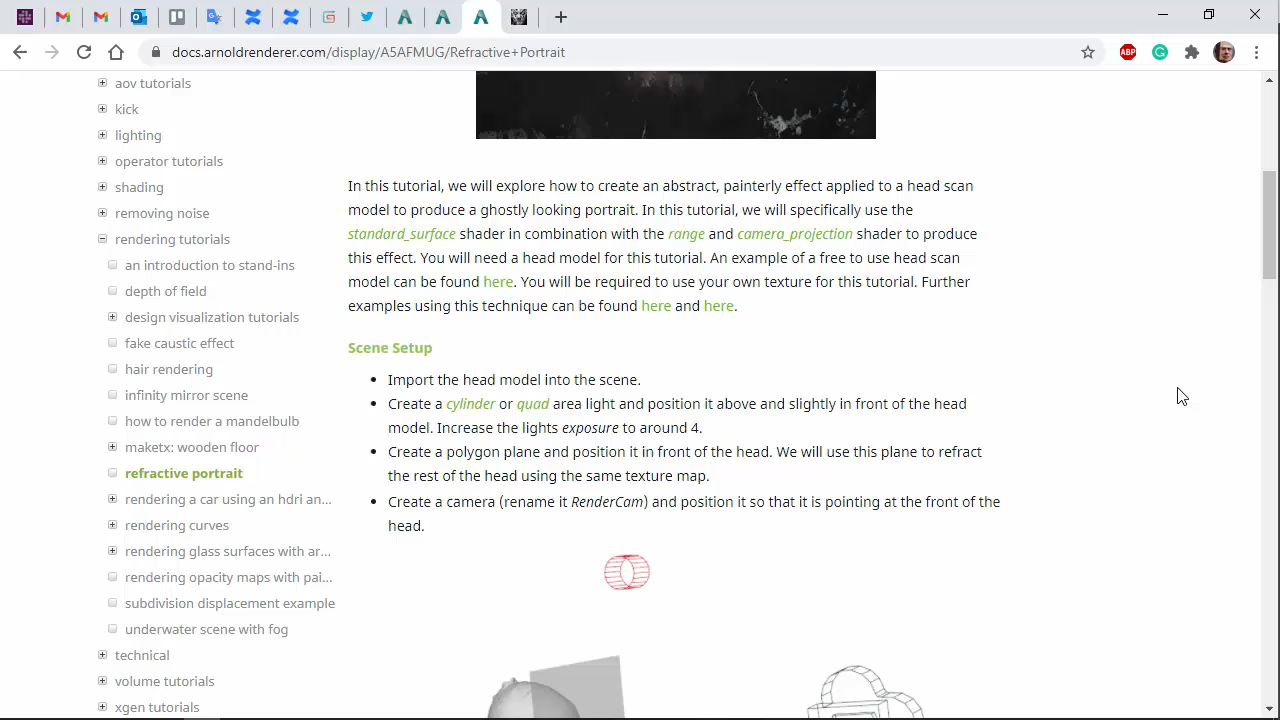 docs.arnoldrenderer.com/display/A5AFMUG/Refractive+Portrait
ABP
aov tutorials
kick
lighting
operator tutorials
shading
removing noise
rendering tutorials
an introduction to stand-ins
depth of field
design visualization tutorials
fake caustic effect
hair rendering
infinity mirror scene
how to render a mandelbulb
maketx: wooden floor
refractive portrait
rendering a car using an hdri an...
rendering curves
rendering glass surfaces with ar...
rendering opacity maps with pai...
subdivision displacement example
underwater scene with fog
technical
volume tutorials
xgen tutorials
In this tutorial, we will explore how to create an abstract, painterly effect applied to a head scan
model to produce a ghostly looking portrait. In this tutorial, we will specifically use the
standard_surface shader in combination with the range and camera_projection shader to produce
this effect. You will need a head model for this tutorial. An example of a free to use head scan
model can be found here. You will be required to use your own texture for this tutorial. Further
examples using this technique can be found here and here.
Scene Setup
• Import the head model into the scene.
• Create a cylinder or quad area light and position it above and slightly in front of the head
model. Increase the lights exposure to around 4.
• Create a polygon plane and position it in front of the head. We will use this plane to refract
the rest of the head using the same texture map.
• Create a camera (rename it RenderCam) and position it so that it is pointing at the front of the
head.